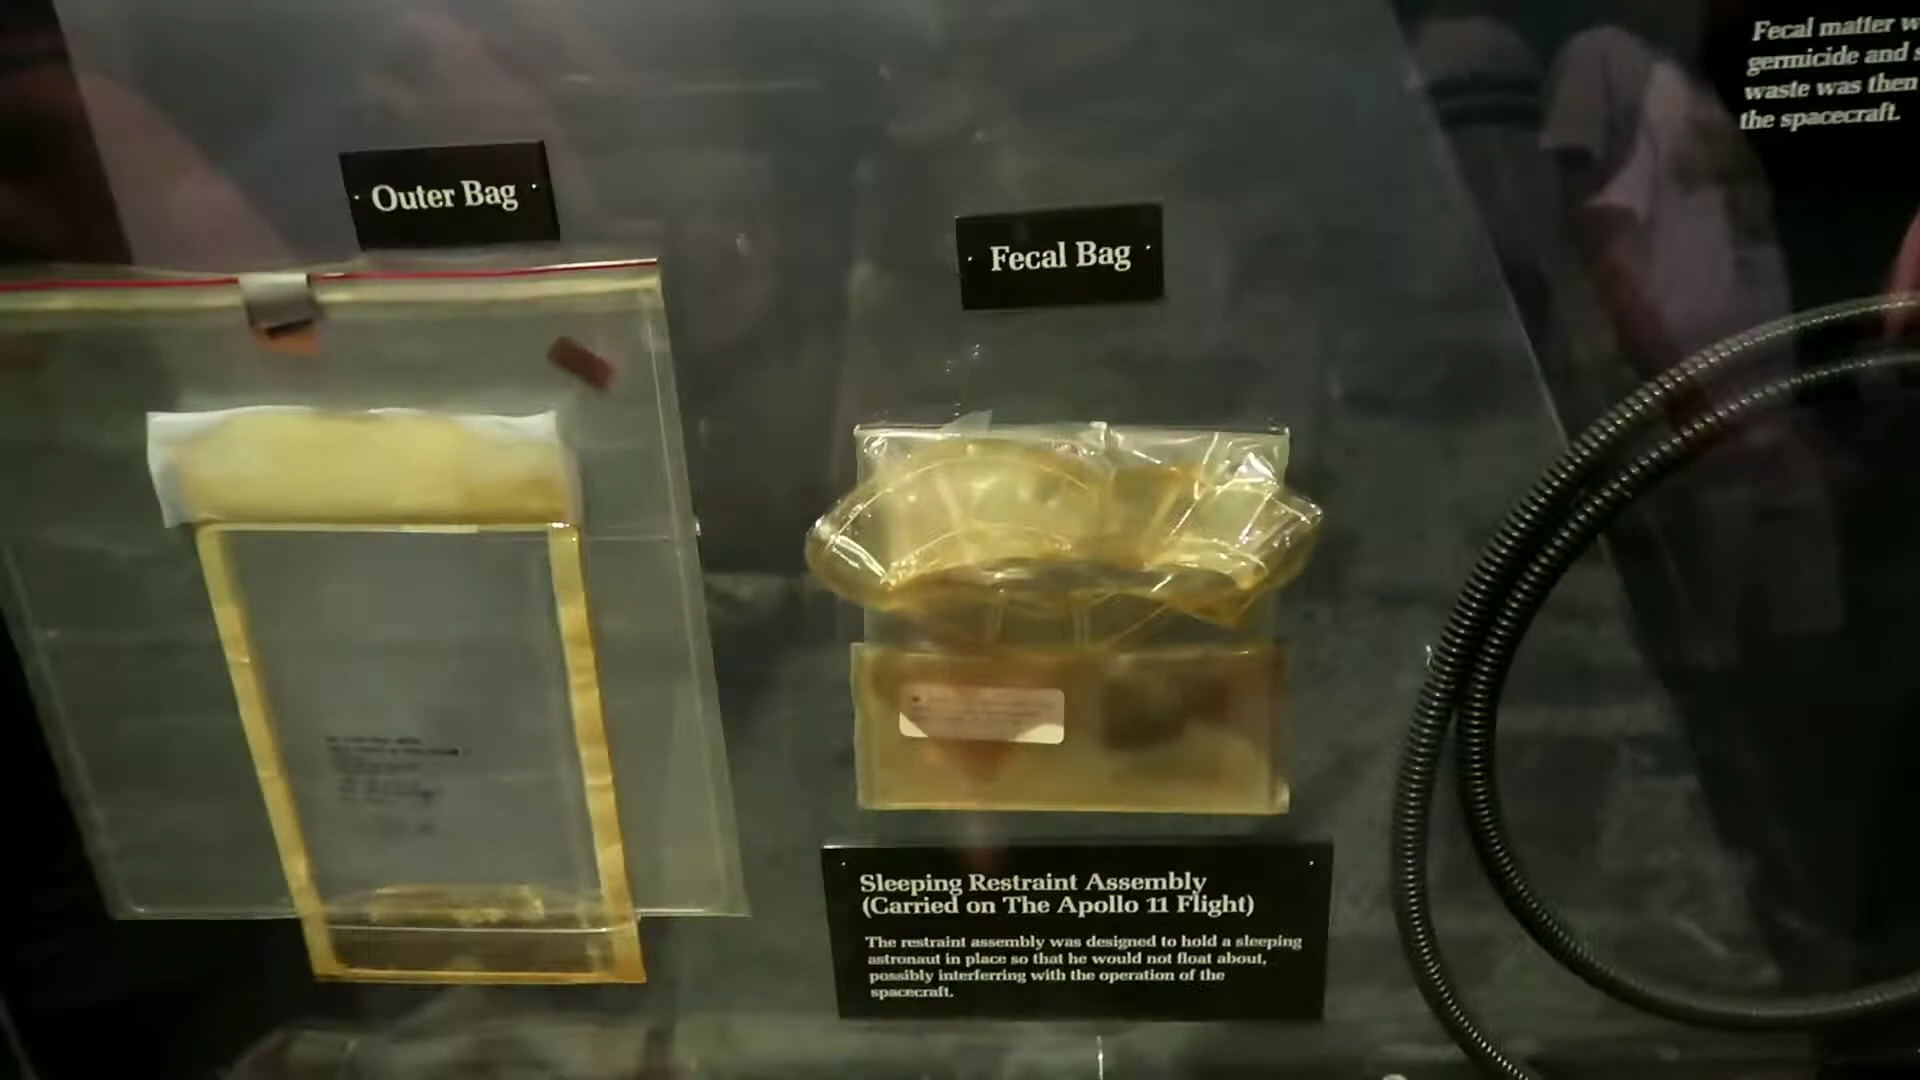 Outer Bag
Fecal Bag
Fecal matter
germicide and
waste was then
the spacecraft.
Sleeping Restraint Assembly
(Carried on The Apollo 11 Flight)
The restraint assembly was designed to hold a sleeping
astronaut in place so that he would not float about,
possibly interferring with the operation of the
spacecraft.